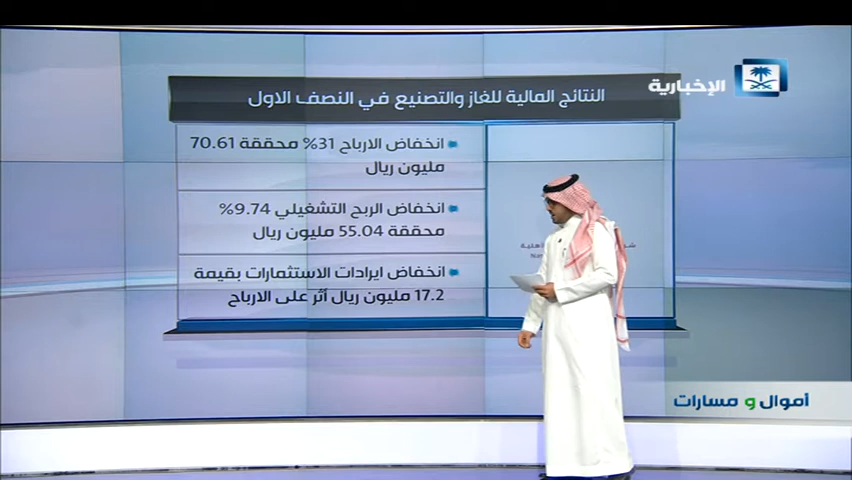 الإخبارية
النتائج المالية للغاز والتصنيع في النصف الاول
انخفاض الارباح 31% محققة 70.61
مليون ريال
انخفاض الربح التشغيلي 9.74%
محققة 55.04 مليون ريال
انخفاض ايرادات الاستثمارات بقيمة
17.2 مليون ريال أثر على الارباح
أموال و مسارات